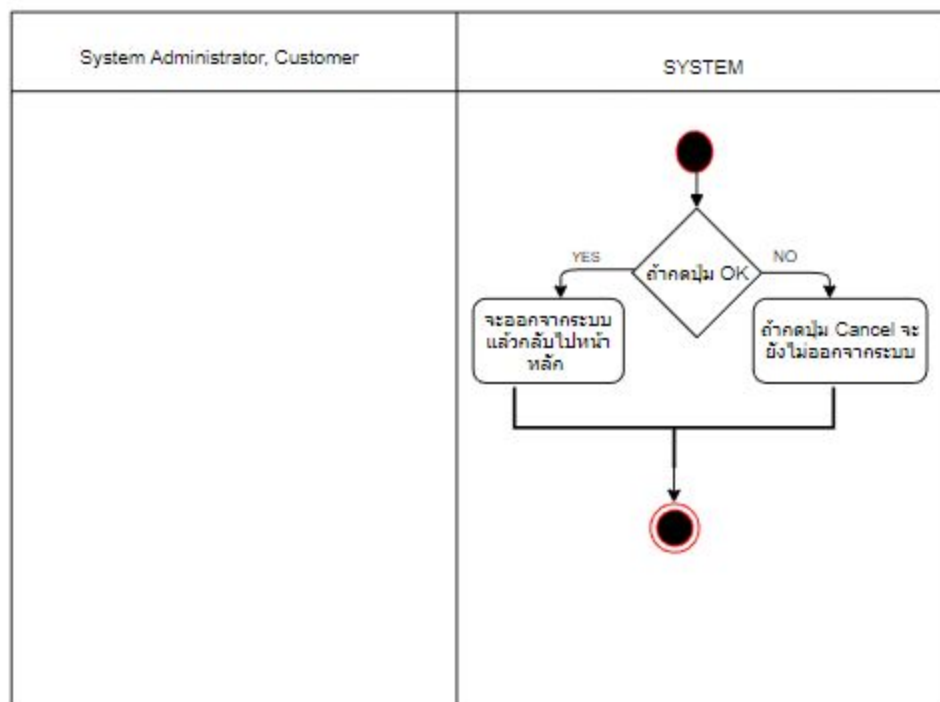 System Administrator, Customer
SYSTEM
YES
NO
ถ้ากดปุ่ม OK
จะออกจากระบบ
แล้วกลับไปหน้า
หลัก
ถ้ากดปุ่ม Cancel จะ
ยังไม่ออกจากระบบ